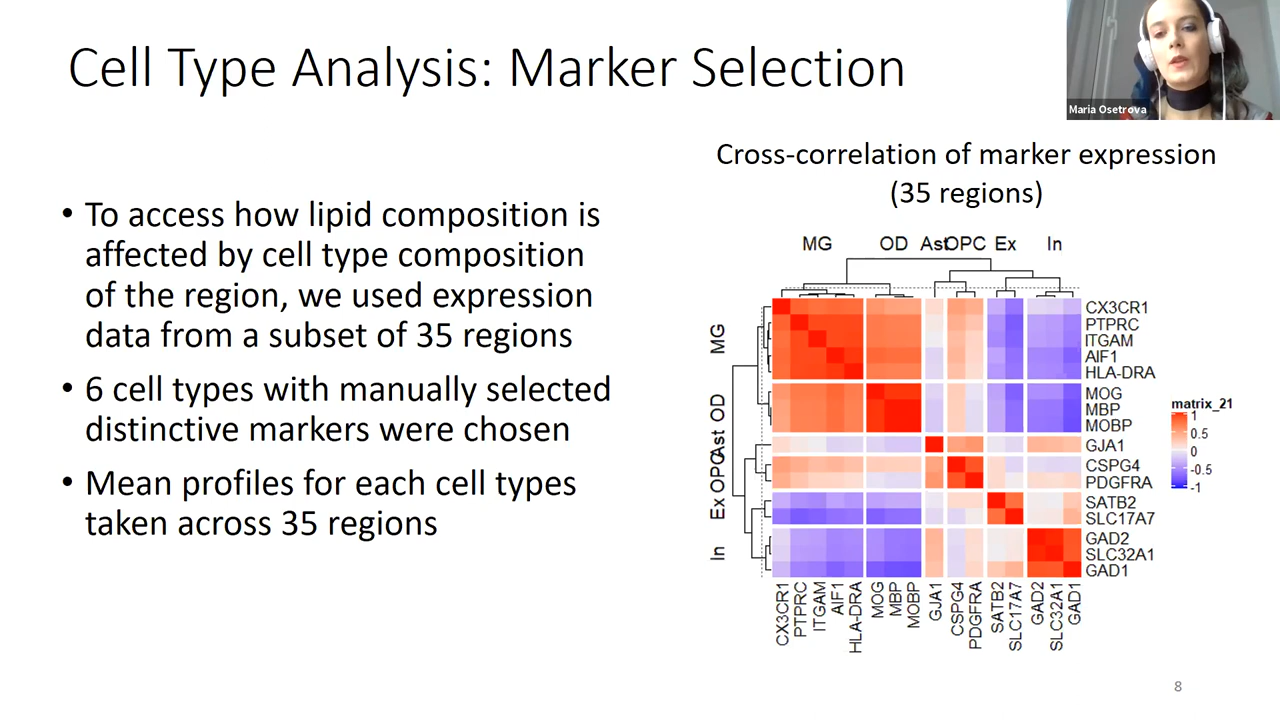 Cell Type Analysis: Marker Selection
Maria Osetrova
Cross-correlation of marker expression
(35 regions)
• To access how lipid composition is
affected by cell type composition
of the region, we used expression
data from a subset of 35 regions
• 6 cell types with manually selected
distinctive markers were chosen
• Mean profiles for each cell types
taken across 35 regions
MG OD Ast OPC Ex In
MG
OD
Ast
OPC
Ex
In
CX3CR1
PTPRC
ITGAM
AIF1
HLA-DRA
MOG
MBP
MOBP
GJA1
CSPG4
PDGFRA
SATB2
SLC17A7
GAD2
SLC32A1
GAD1
matrix_21
1
0.5
0
-0.5
-1
CX3CR1
PTPRC
ITGAM
AIF1
HLA-DRA
MOG
MBP
MOBP
GJA1
CSPG4
PDGFRA
SATB2
SLC17A7
GAD2
SLC32A1
GAD1
8